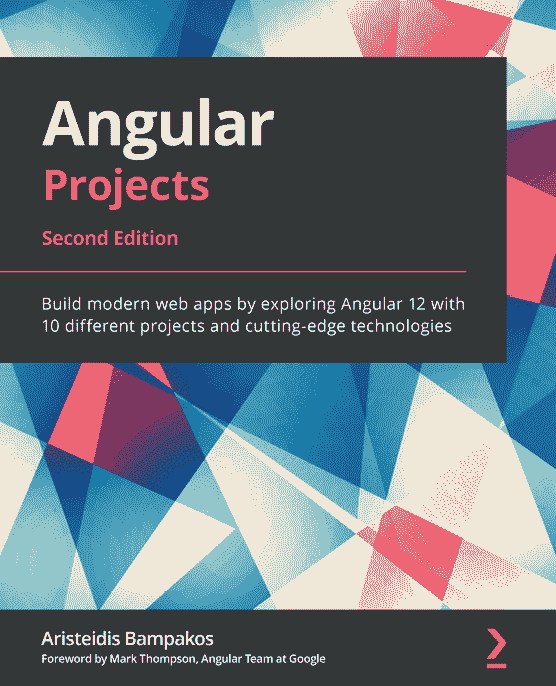 Angular
Projects
Second Edition
Build modern web apps by exploring Angular 12 with
10 different projects and cutting-edge technologies
Aristeidis Bampakos
Foreword by Mark Thompson, Angular Team at Google